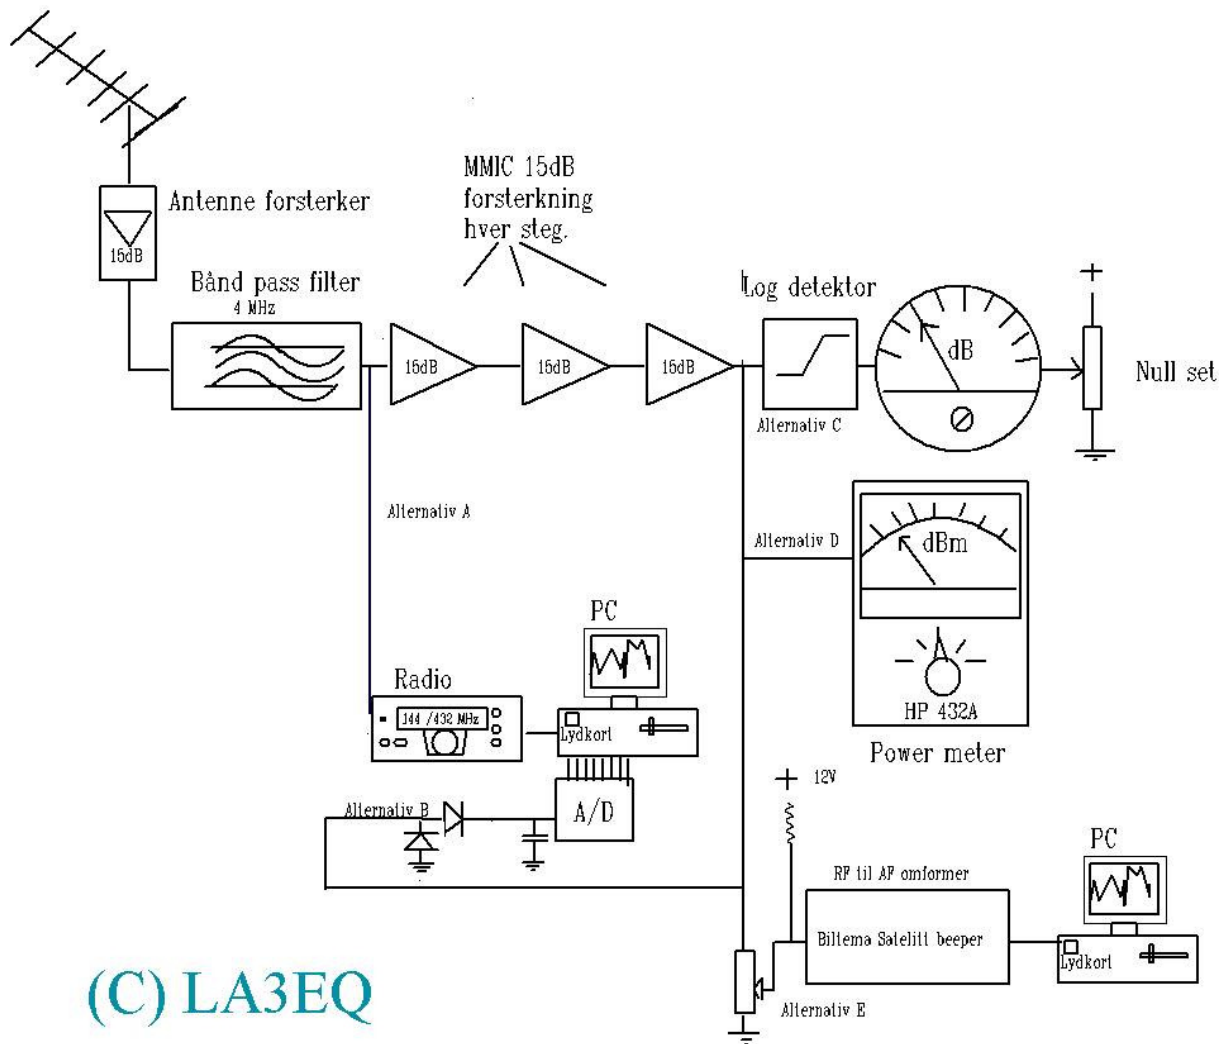 MMIC 15dB
forsterkning
hver steg.
Antenne forsterker
15dB
Bånd pass filter
4 MHz
Log detektor
15dB
15dB
15dB
dB
Null set
Alternativ C
Alternativ A
Alternativ D
dBm
HP 432A
Power meter
PC
Radio
144 /432 MHz
Lydkort
Alternativ B
A/D
+ 12V
PC
RF til AF omformer
Biltema Satelitt beeper
Lydkort
Alternativ E
(C) LA3EQ